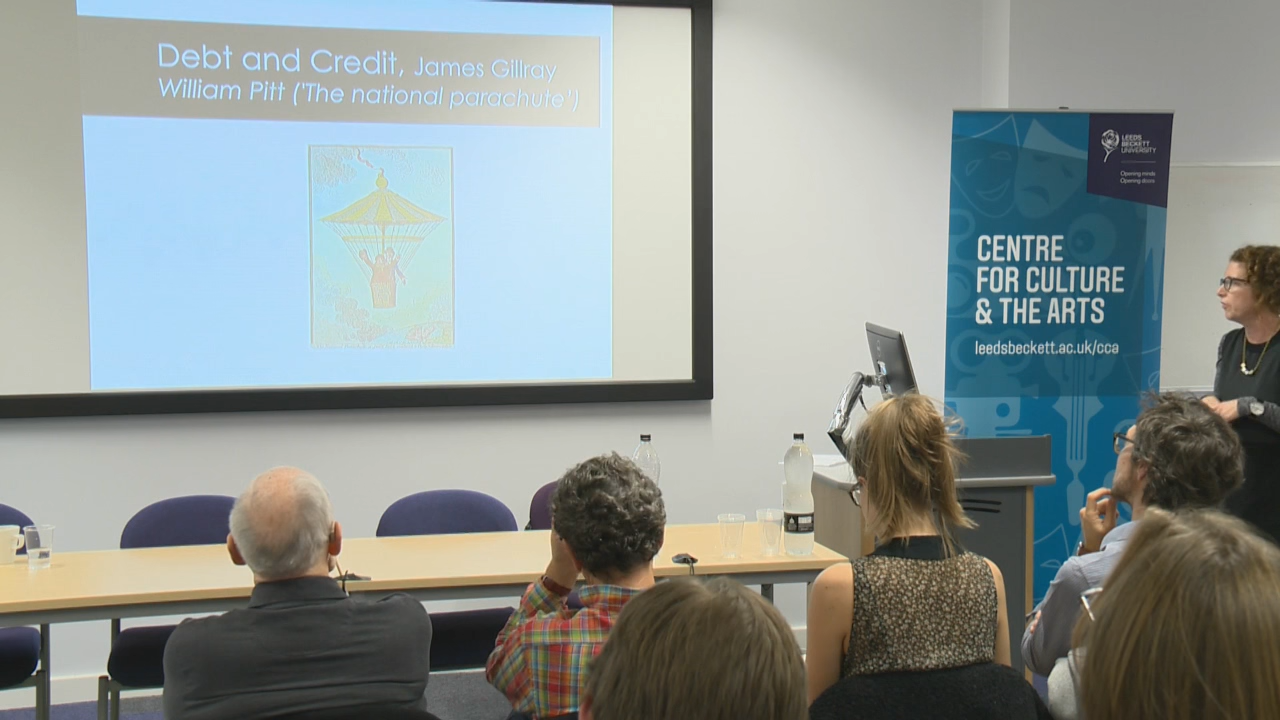 Debt and Credit, James Gillray
William Pitt ('The national parachute')
LEEDS
BECKETT
UNIVERSITY
Opening minds
Opening doors
CENTRE
FOR CULTURE
& THE ARTS
leedsbeckett.ac.uk/cca